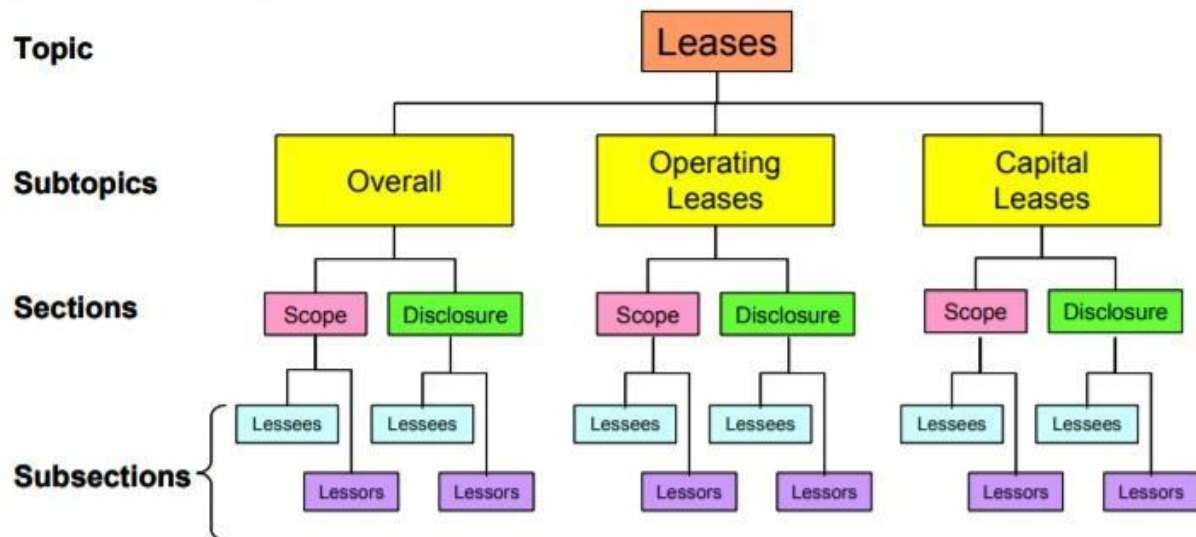 Topic
Leases
Subtopics
Overall
Operating
Leases
Capital
Leases
Sections
Scope
Disclosure
Scope
Disclosure
Scope
Disclosure
Subsections
Lessees
Lessees
Lessees
Lessees
Lessees
Lessees
Lessors
Lessors
Lessors
Lessors
Lessors
Lessors